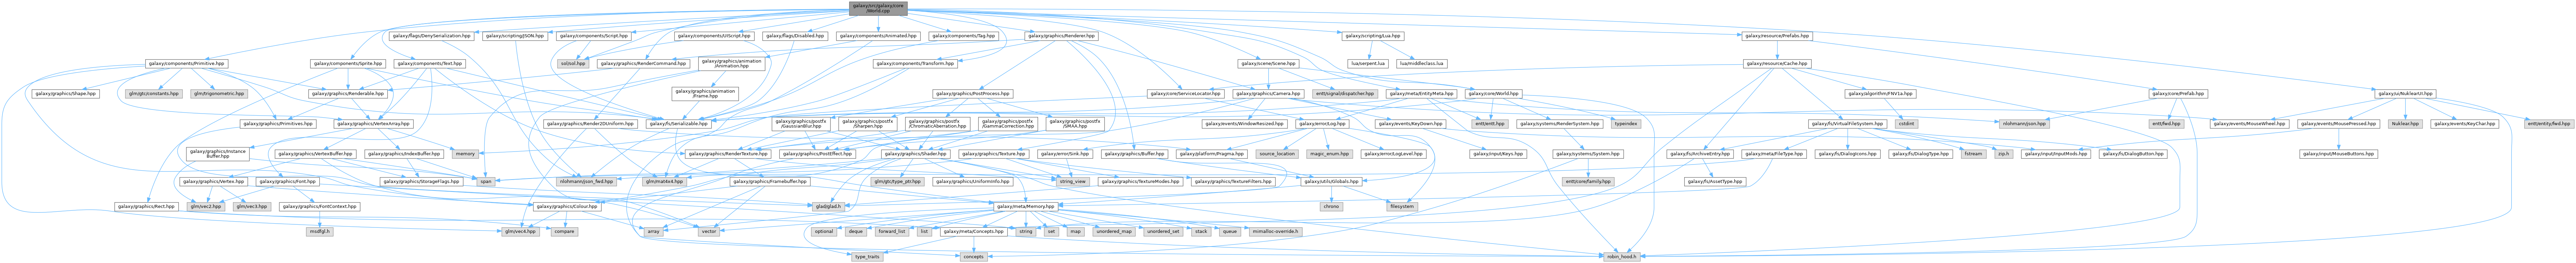 galaxy/src/galaxy/core
/World.cpp
galaxy/flags/DenySerialization.hpp
galaxy/scripting/JSON.hpp
galaxy/components/Script.hpp
galaxy/components/UIScript.hpp
galaxy/flags/Disabled.hpp
galaxy/components/Animated.hpp
galaxy/components/Tag.hpp
galaxy/graphics/Renderer.hpp
galaxy/scripting/Lua.hpp
galaxy/resource/Prefabs.hpp
galaxy/components/Primitive.hpp
galaxy/components/Sprite.hpp
galaxy/components/Text.hpp
sol/sol.hpp
galaxy/graphics/RenderCommand.hpp
galaxy/graphics/animation
/Animation.hpp
galaxy/components/Transform.hpp
galaxy/scene/Scene.hpp
lua/serpent.lua
lua/middleclass.lua
galaxy/resource/Cache.hpp
galaxy/graphics/Shape.hpp
glm/gtc/constants.hpp
glm/trigonometric.hpp
galaxy/graphics/Renderable.hpp
galaxy/graphics/animation
/Frame.hpp
galaxy/graphics/PostProcess.hpp
galaxy/core/ServiceLocator.hpp
galaxy/graphics/Camera.hpp
entt/signal/dispatcher.hpp
galaxy/meta/EntityMeta.hpp
galaxy/core/World.hpp
galaxy/algorithm/FNV1a.hpp
galaxy/core/Prefab.hpp
galaxy/ui/NuklearUI.hpp
galaxy/graphics/Primitives.hpp
galaxy/graphics/VertexArray.hpp
galaxy/graphics/Render2DUniform.hpp
galaxy/fs/Serializable.hpp
galaxy/graphics/postfx
/GaussianBlur.hpp
galaxy/graphics/postfx
/Sharpen.hpp
galaxy/graphics/postfx
/ChromaticAberration.hpp
galaxy/graphics/postfx
/GammaCorrection.hpp
galaxy/graphics/postfx
/SMAA.hpp
galaxy/events/WindowResized.hpp
galaxy/error/Log.hpp
galaxy/events/KeyDown.hpp
entt/entt.hpp
galaxy/systems/RenderSystem.hpp
typeindex
galaxy/fs/VirtualFileSystem.hpp
cstdint
nlohmann/json.hpp
entt/fwd.hpp
galaxy/events/MouseWheel.hpp
galaxy/events/MousePressed.hpp
Nuklear.hpp
galaxy/events/KeyChar.hpp
entt/entity/fwd.hpp
galaxy/graphics/Instance
Buffer.hpp
galaxy/graphics/VertexBuffer.hpp
galaxy/graphics/IndexBuffer.hpp
memory
galaxy/graphics/RenderTexture.hpp
galaxy/graphics/PostEffect.hpp
galaxy/graphics/Shader.hpp
galaxy/graphics/Texture.hpp
galaxy/error/Sink.hpp
galaxy/graphics/Buffer.hpp
galaxy/platform/Pragma.hpp
source_location
magic_enum.hpp
galaxy/error/LogLevel.hpp
galaxy/input/Keys.hpp
galaxy/systems/System.hpp
galaxy/fs/ArchiveEntry.hpp
galaxy/meta/FileType.hpp
galaxy/fs/DialogIcons.hpp
galaxy/fs/DialogType.hpp
fstream
zip.h
galaxy/input/InputMods.hpp
galaxy/fs/DialogButton.hpp
galaxy/input/MouseButtons.hpp
galaxy/graphics/Vertex.hpp
galaxy/graphics/Font.hpp
galaxy/graphics/StorageFlags.hpp
span
nlohmann/json_fwd.hpp
glm/mat4x4.hpp
galaxy/graphics/Framebuffer.hpp
glm/gtc/type_ptr.hpp
galaxy/graphics/UniformInfo.hpp
string_view
galaxy/graphics/TextureModes.hpp
galaxy/graphics/TextureFilters.hpp
galaxy/utils/Globals.hpp
entt/core/family.hpp
galaxy/fs/AssetType.hpp
galaxy/graphics/Rect.hpp
glm/vec2.hpp
glm/vec3.hpp
galaxy/graphics/FontContext.hpp
galaxy/graphics/Colour.hpp
glad/glad.h
galaxy/meta/Memory.hpp
chrono
filesystem
msdfgl.h
glm/vec4.hpp
compare
array
vector
optional
deque
forward_list
list
galaxy/meta/Concepts.hpp
string
set
map
unordered_map
unordered_set
stack
queue
mimalloc-override.h
type_traits
concepts
robin_hood.h